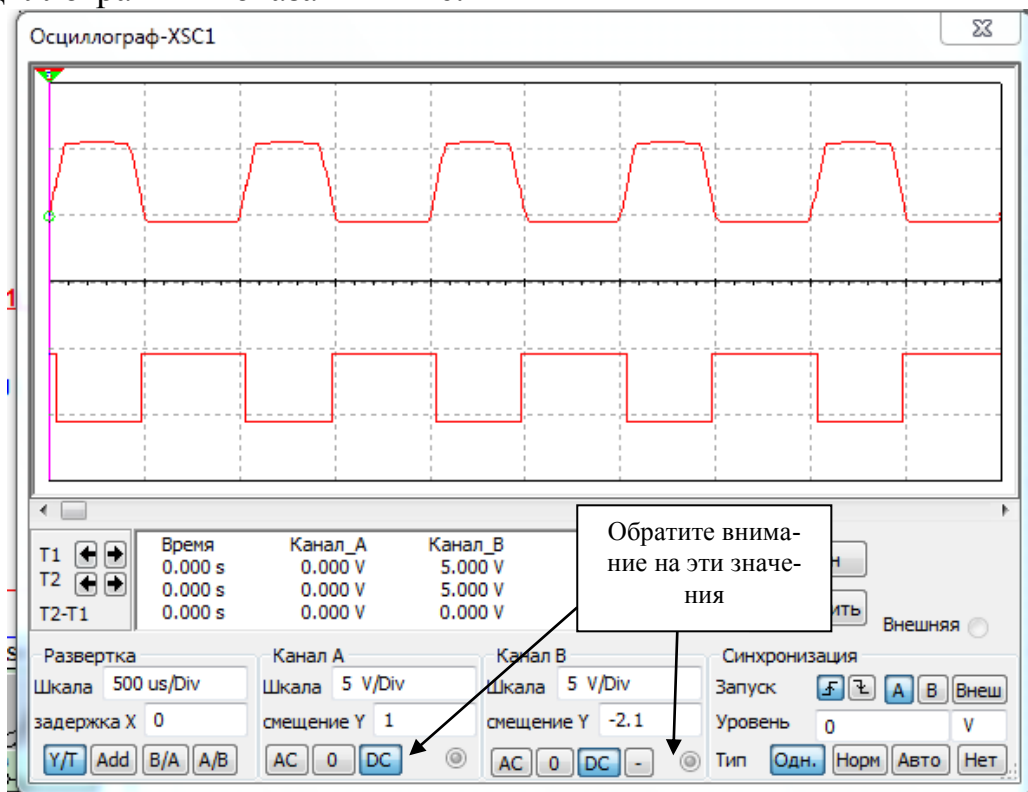 Осциллограф-XSC1
T1
T2
T2-T1
Время Канал_A Канал_B
0.000 s 0.000 V 5.000 V
0.000 s 0.000 V 5.000 V
0.000 s 0.000 V 0.000 V
Обратите внима-
ние на эти значе-
ния
Внешняя
Развертка
Шкала 500 us/Div
задержка X 0
Y/T Add B/A A/B
Канал A
Шкала 5 V/Div
смещение Y 1
AC 0 DC
Канал B
Шкала 5 V/Div
смещение Y -2.1
AC 0 DC -
Синхронизация
Запуск A B Внеш
Уровень 0 V
Тип Одн. Норм Авто Нет